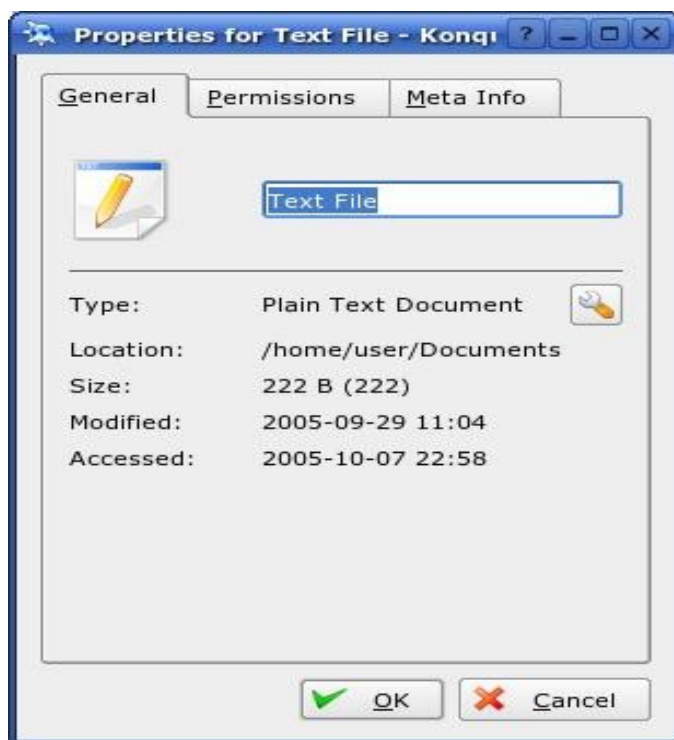 Properties for Text File - Konqu
General Permissions Meta Info
Text File
Type: Plain Text Document
Location: /home/user/Documents
Size: 222 B (222)
Modified: 2005-09-29 11:04
Accessed: 2005-10-07 22:58
OK Cancel